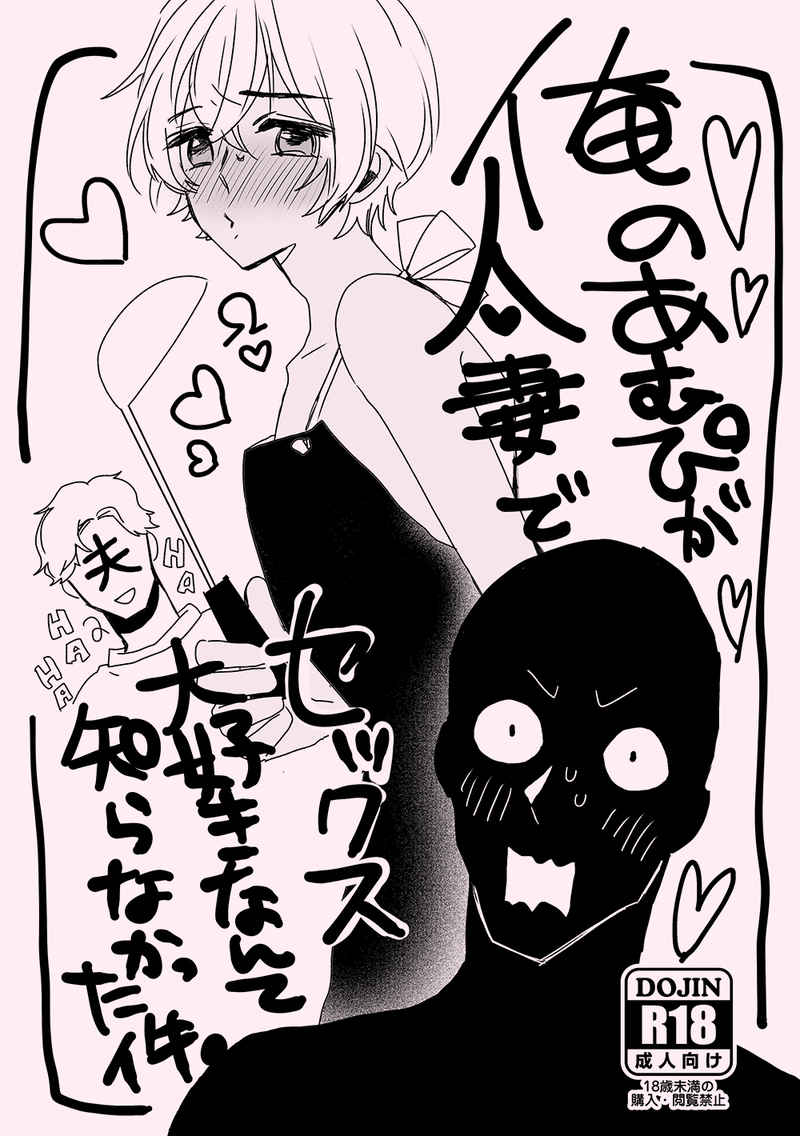 俺のあむぴが
人妻で
セックス
大好きなんて
知らなかっ
た件。
夫
HA
HA
HA
HA
DOJIN
R18
成人向け
18歳未満の
購入・閲覧禁止